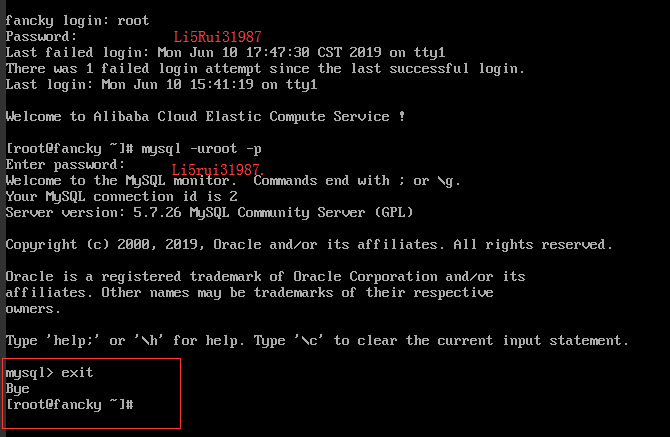 fancky login: root
Password: Li5Rui31987
Last failed login: Mon Jun 10 17:47:30 CST 2019 on tty1
There was 1 failed login attempt since the last successful login.
Last login: Mon Jun 10 15:41:19 on tty1
Welcome to Alibaba Cloud Elastic Compute Service !
[root@fancky ~]# mysql -uroot -p
Enter password: Li5rui31987.
Welcome to the MySQL monitor.  Commands end with ; or \g.
Your MySQL connection id is 2
Server version: 5.7.26 MySQL Community Server (GPL)
Copyright (c) 2000, 2019, Oracle and/or its affiliates. All rights reserved.
Oracle is a registered trademark of Oracle Corporation and/or its
affiliates. Other names may be trademarks of their respective
owners.
Type 'help;' or '\h' for help. Type '\c' to clear the current input statement.
mysql> exit
Bye
[root@fancky ~]#